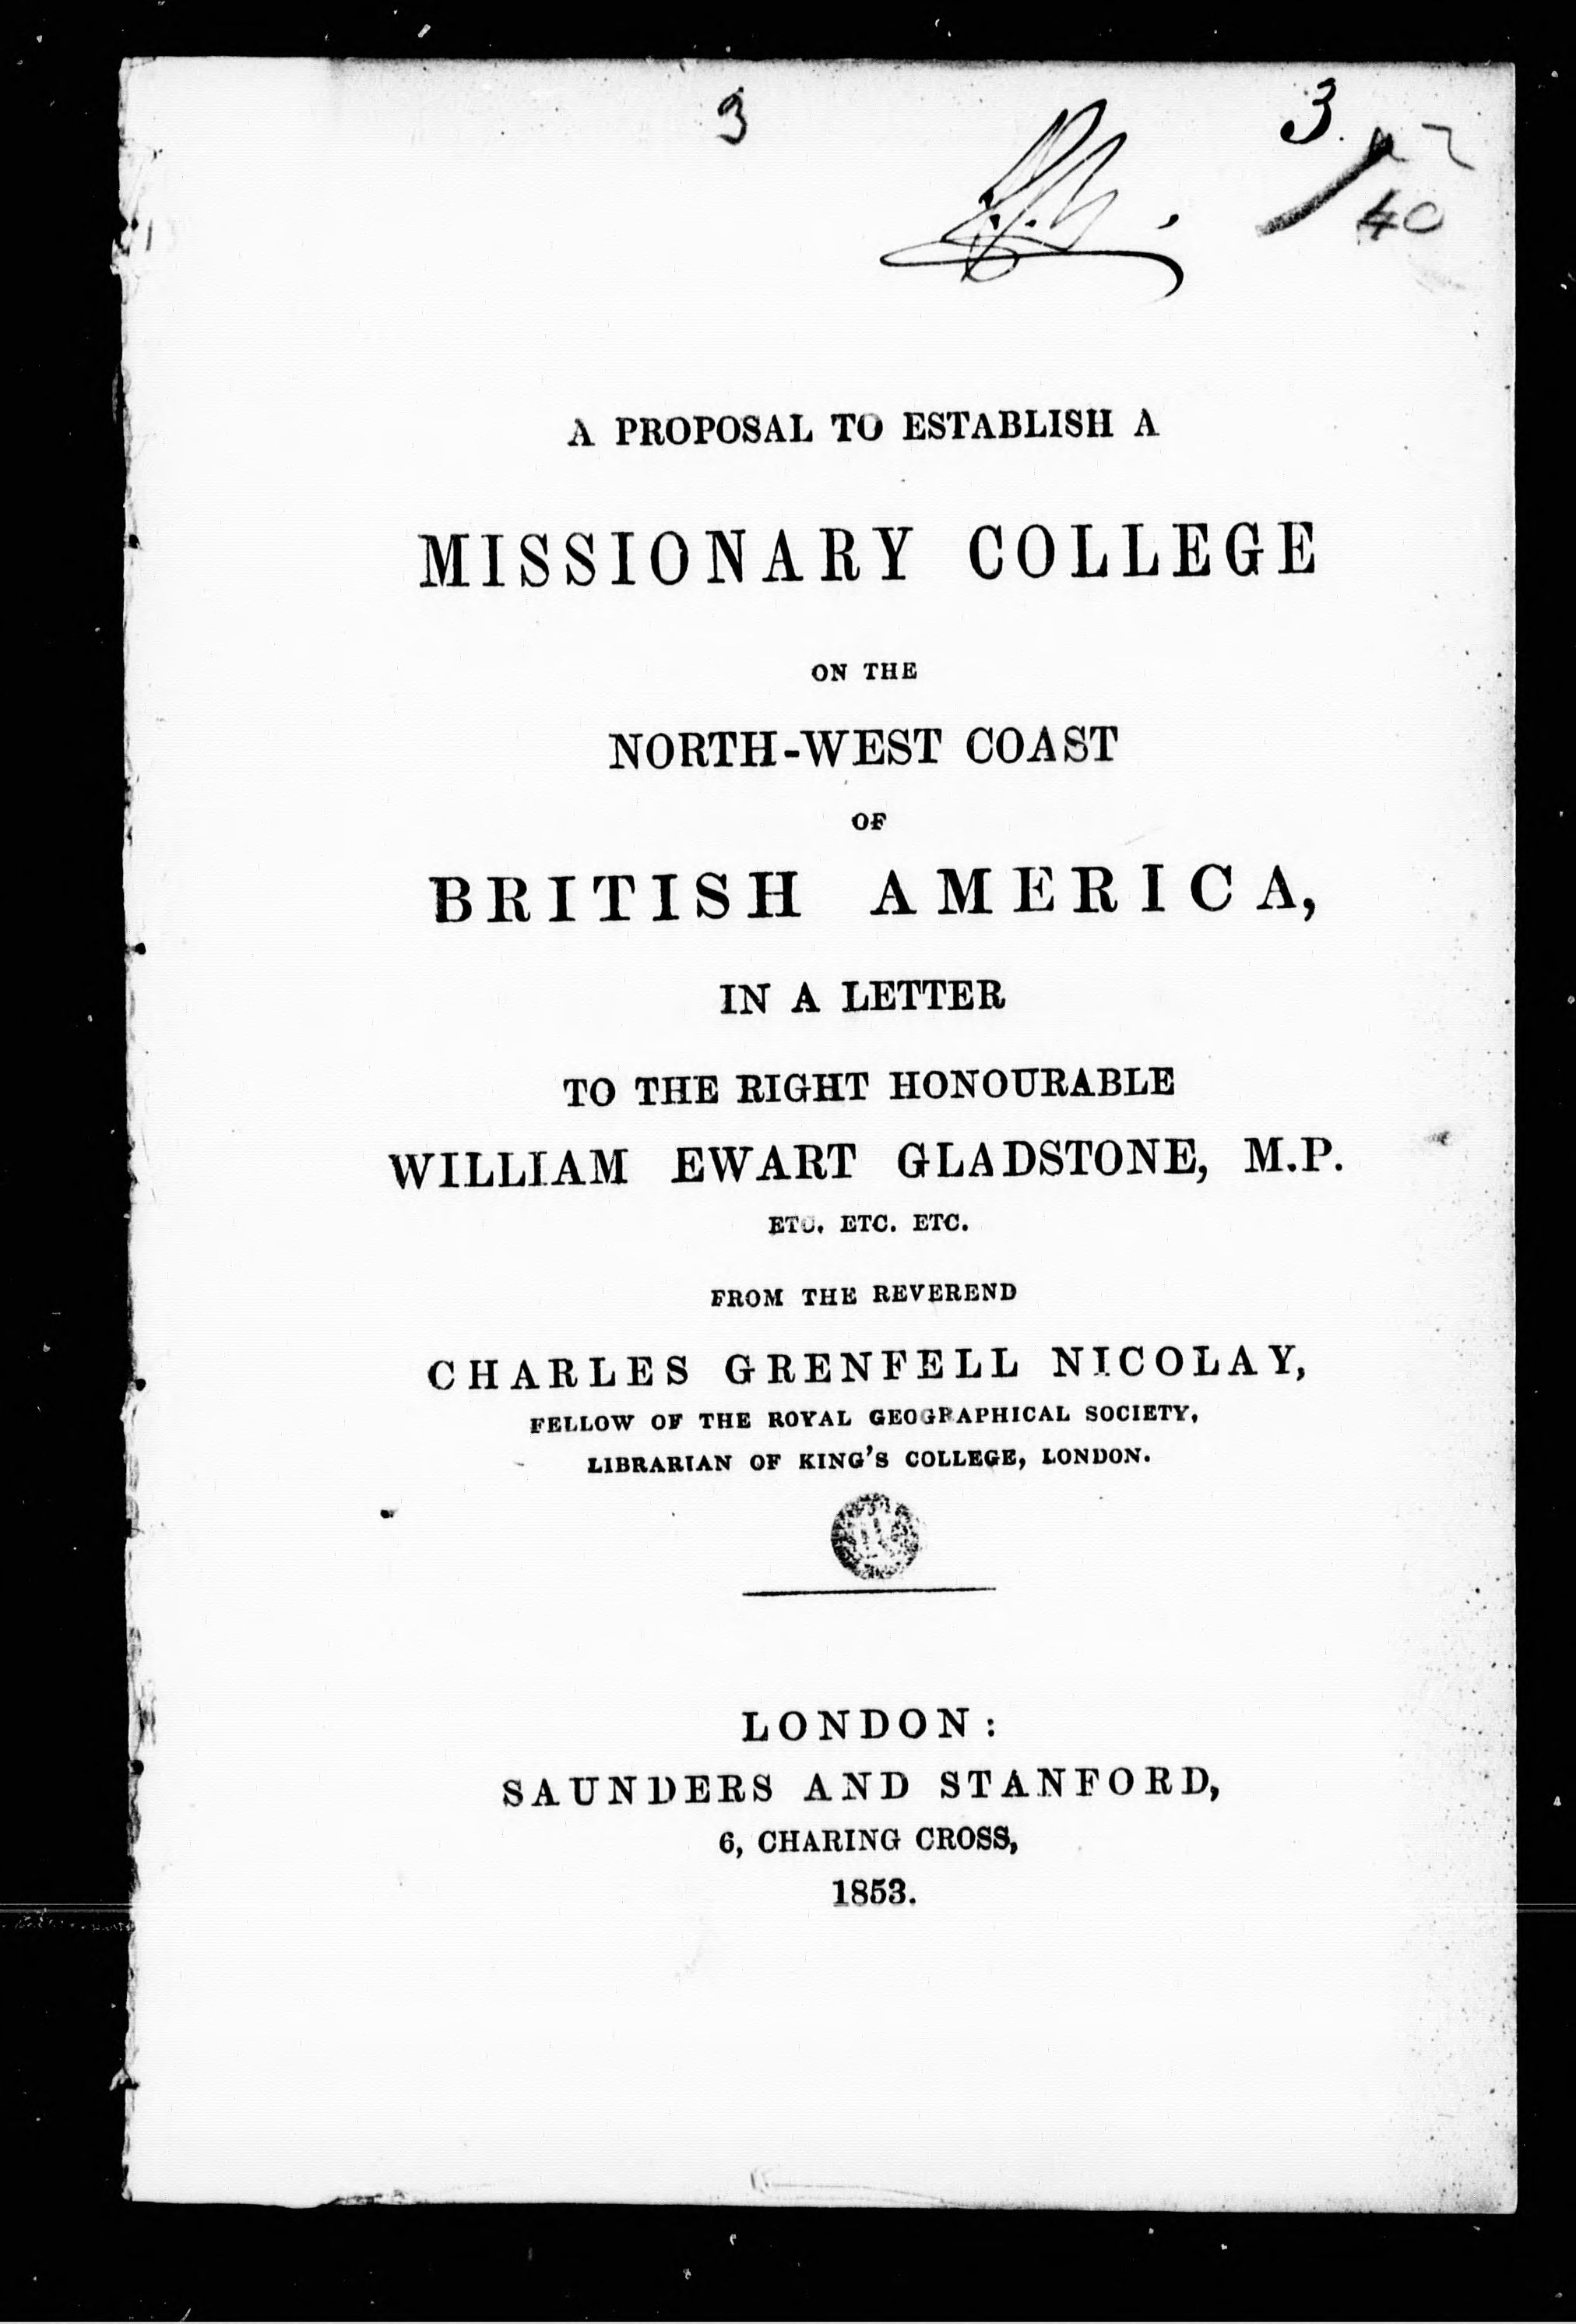 3
3
40
A PROPOSAL TO ESTABLISH A
MISSIONARY COLLEGE
ON THE
NORTH-WEST COAST
OF
BRITISH AMERICA,
IN A LETTER
TO THE RIGHT HONOURABLE
WILLIAM EWART GLADSTONE, M.P.
ETC. ETC. ETC.
FROM THE REVEREND
CHARLES GRENFELL NICOLAY,
FELLOW OF THE ROYAL GEOGRAPHICAL SOCIETY,
LIBRARIAN OF KING'S COLLEGE, LONDON.
LONDON:
SAUNDERS AND STANFORD,
6, CHARING CROSS,
1853.